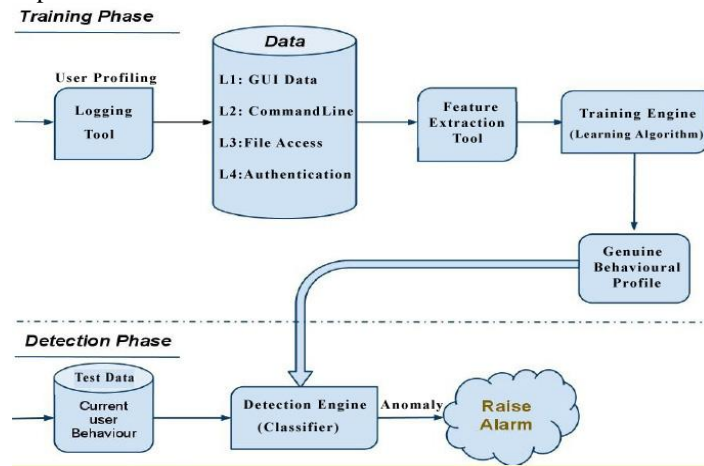 Training Phase
User Profiling
Logging
Tool
Data
L1: GUI Data
L2: CommandLine
L3:File Access
L4:Authentication
Feature
Extraction
Tool
Training Engine
(Learning Algorithm)
Genuine
Behavioural
Profile
Detection Phase
Test Data
Current
user
Behaviour
Detection Engine
(Classifier)
Anomaly
Raise
Alarm